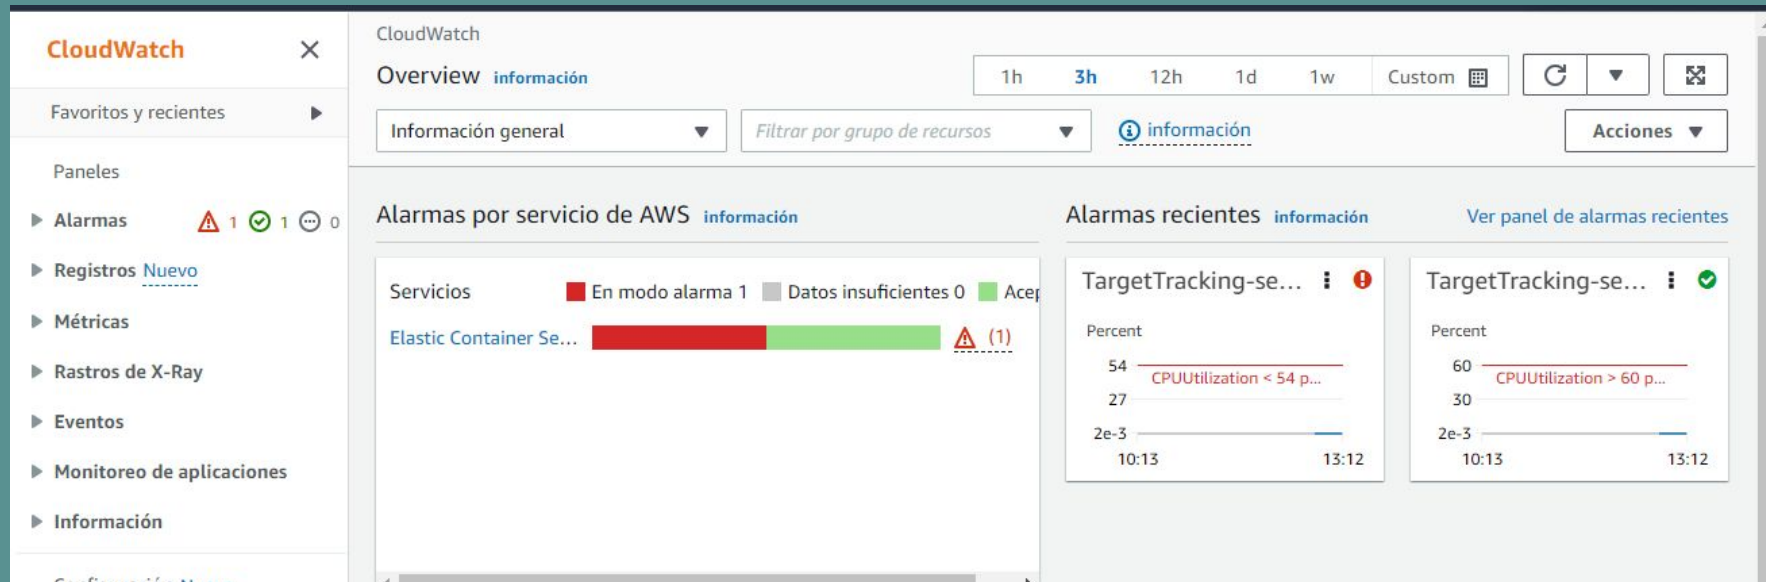 CloudWatch
Favoritos y recientes
Paneles
Alarmas 1 1 0
Registros Nuevo
Métricas
Rastros de X-Ray
Eventos
Monitoreo de aplicaciones
Información
CloudWatch
Overview información
1h 3h 12h 1d 1w Custom
Información general
Filtrar por grupo de recursos
información
Acciones
Alarmas por servicio de AWS información
Servicios En modo alarma 1 Datos insuficientes 0
Elastic Container Se... (1)
Alarmas recientes información Ver panel de alarmas recientes
TargetTracking-se...
Percent
54
CPUUtilization < 54 p...
27
2e-3
10:13 13:12
TargetTracking-se...
Percent
60
CPUUtilization > 60 p...
30
2e-3
10:13 13:12